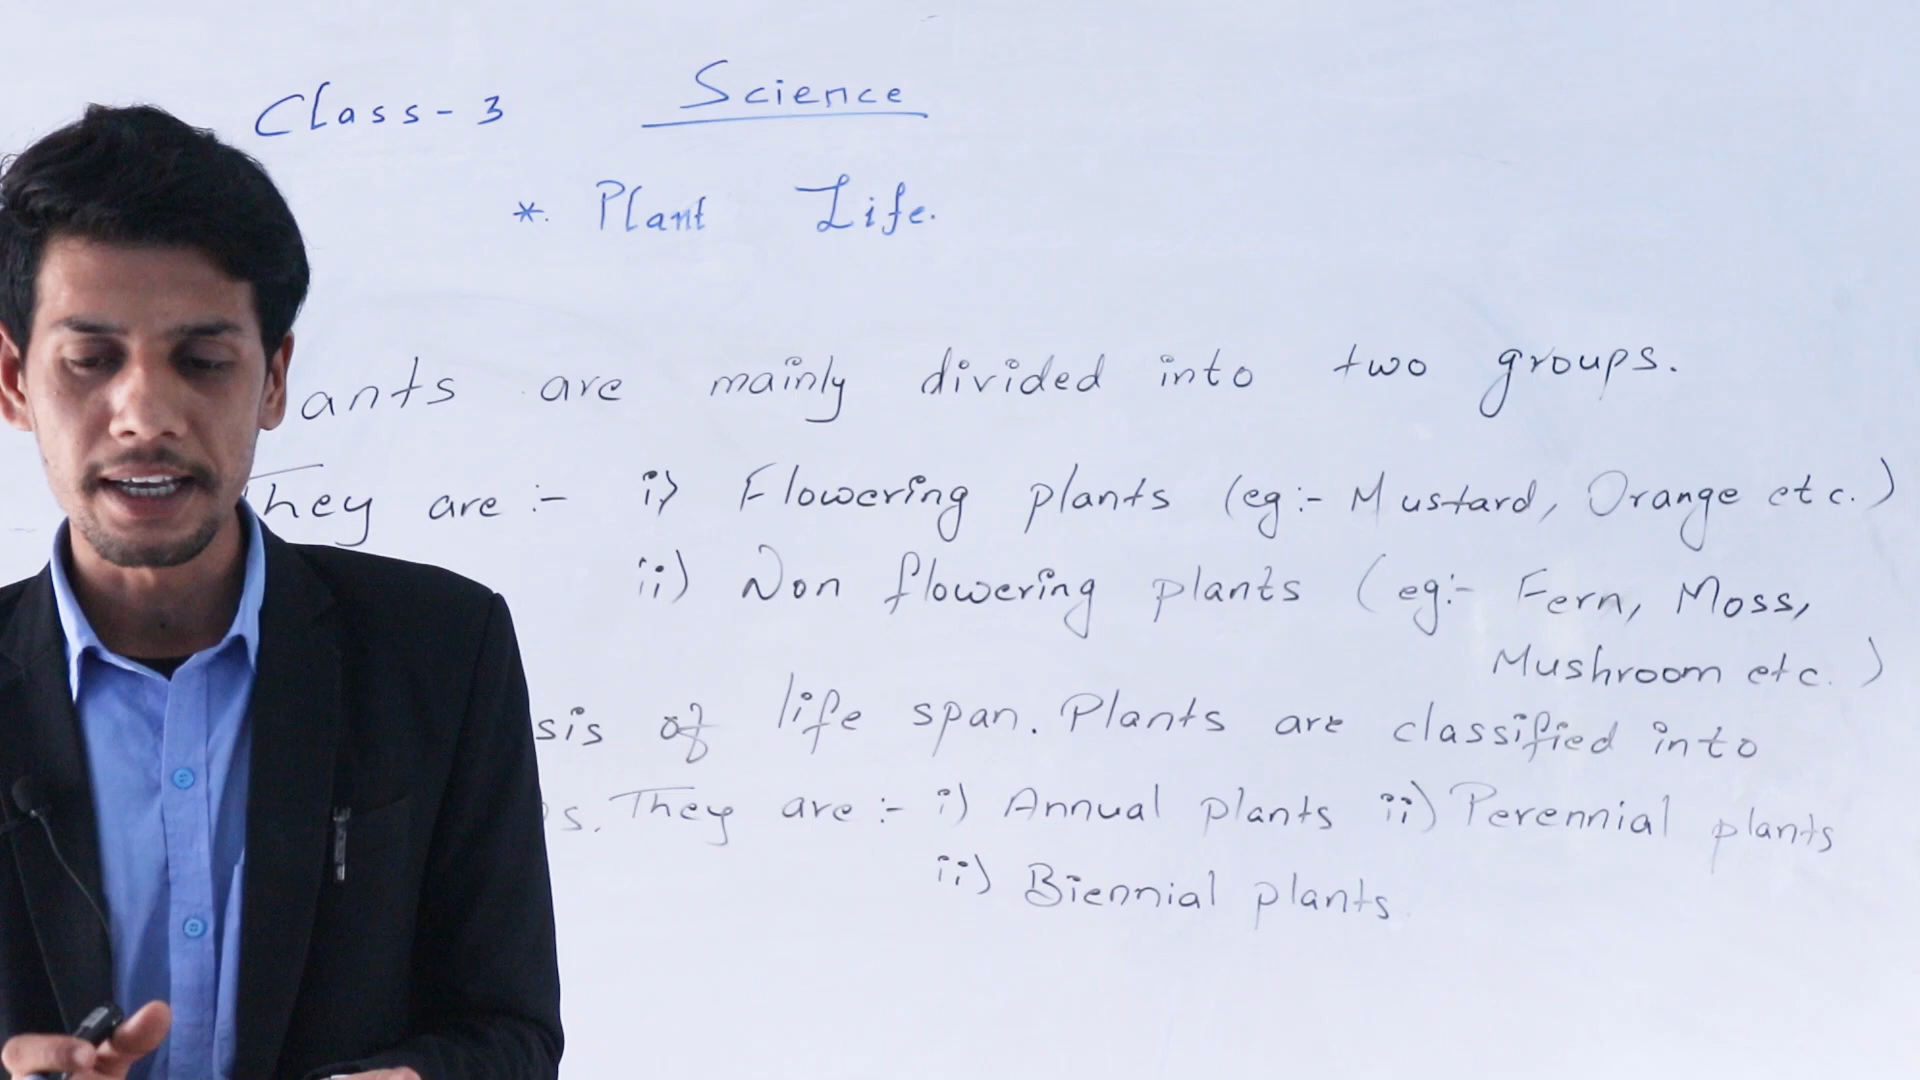 Class-3 Science
*. Plant Life.
ants are mainly divided into two groups.
They are :- i) Flowering plants (eg:- Mustard, Orange etc.)
ii) Non flowering plants (eg:- Fern, Moss,
Mushroom etc.)
sis of life span. Plants are classified into
s. They are :- i) Annual plants ii) Perennial plants
ii) Biennial plants